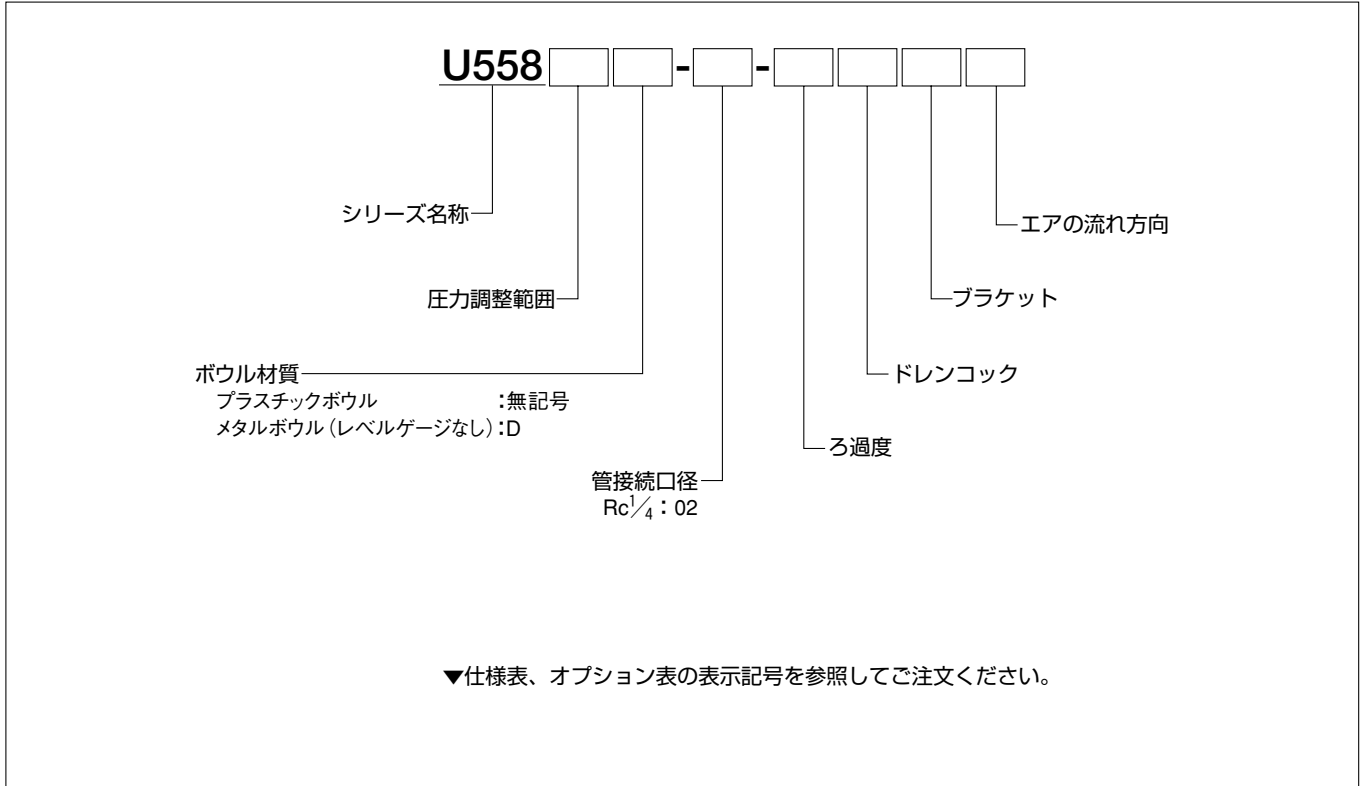 U558 - -
シリーズ名称
エアの流れ方向
圧力調整範囲
ブラケット
ボウル材質
ドレンコック
プラスチックボウル :無記号
メタルボウル(レベルゲージなし):D
ろ過度
管接続口径
Rc1/4:02
▼仕様表、オプション表の表示記号を参照してご注文ください。